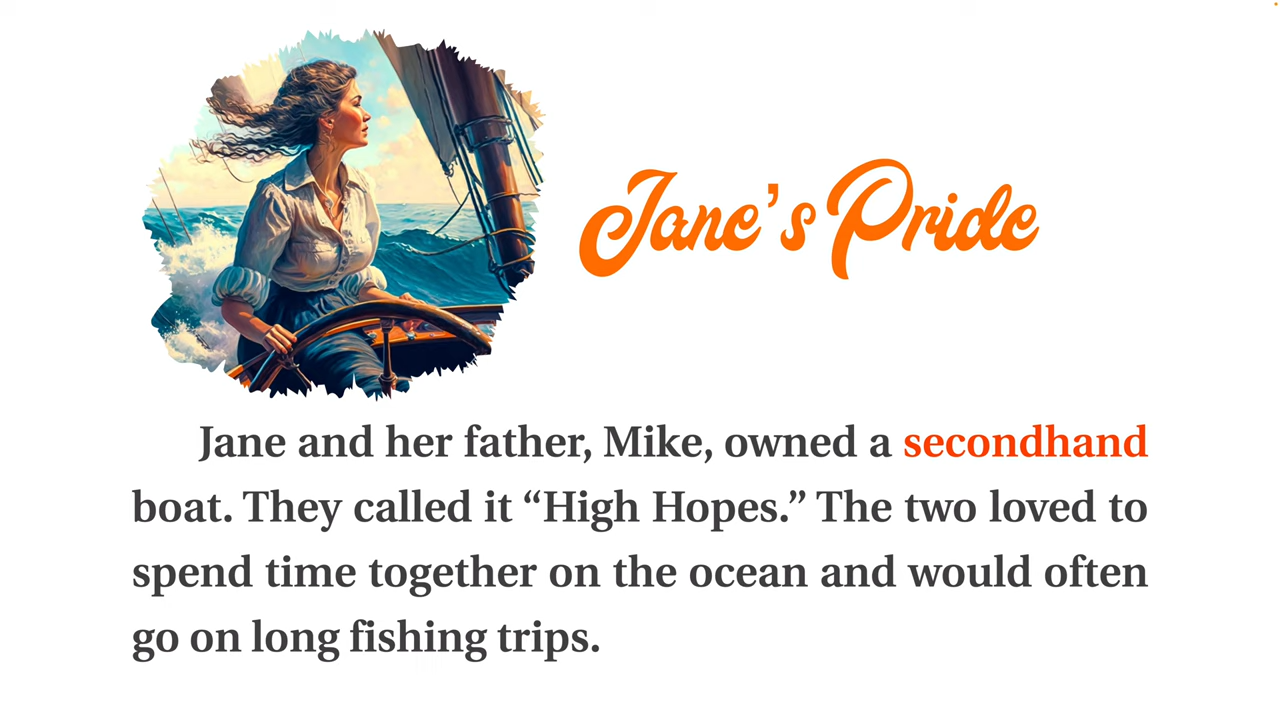 Jane's Pride
Jane and her father, Mike, owned a secondhand
boat. They called it “High Hopes.” The two loved to
spend time together on the ocean and would often
go on long fishing trips.